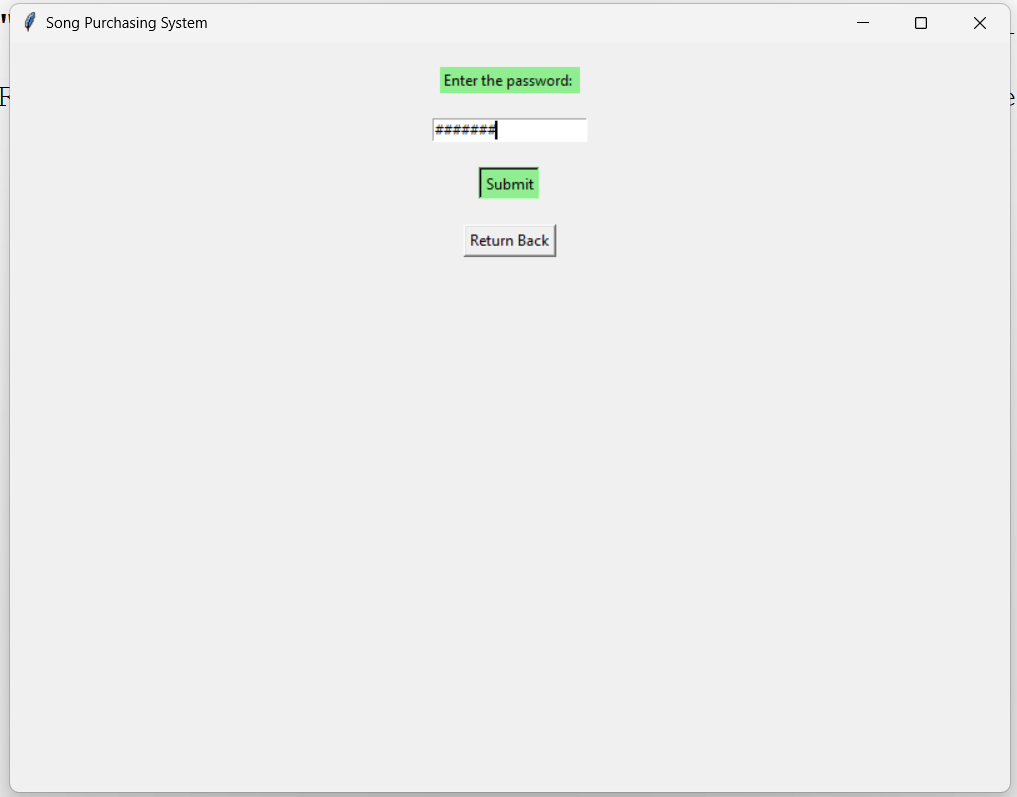 Song Purchasing System
Enter the password:
#######
Submit
Return Back